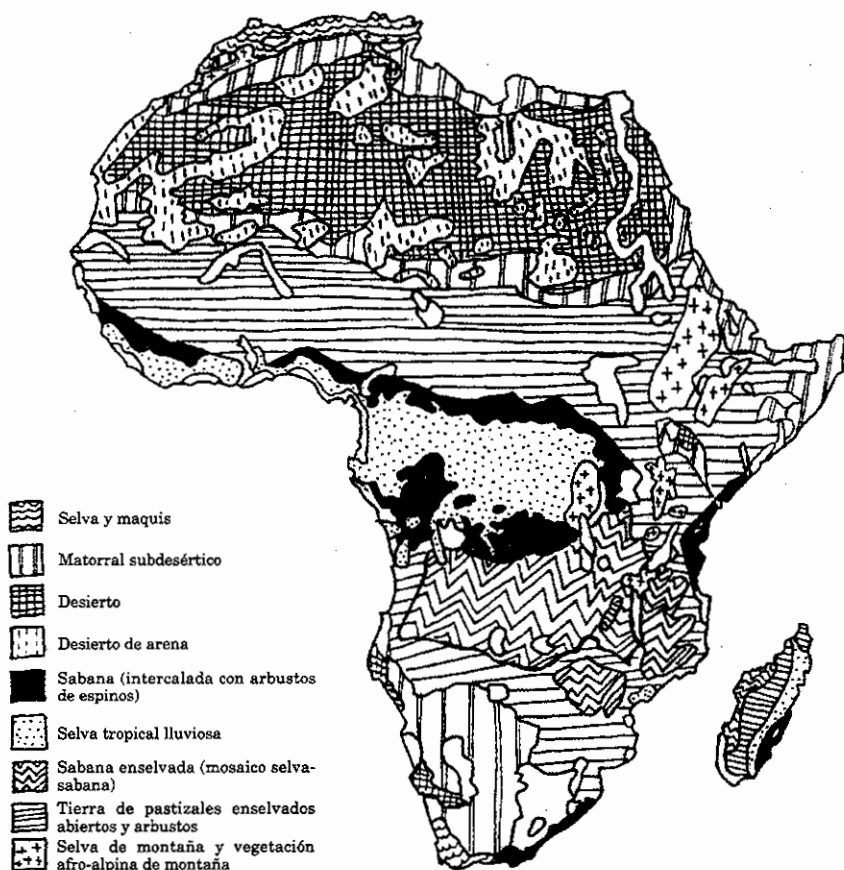 Selva y maquis
Matorral subdesértico
Desierto
Desierto de arena
Sabana (intercalada con arbustos
de espinos)
Selva tropical lluviosa
Sabana enselvada (mosaico selva-
sabana)
Tierra de pastizales enselvados
abiertos y arbustos
Selva de montaña y vegetación
afro-alpina de montaña